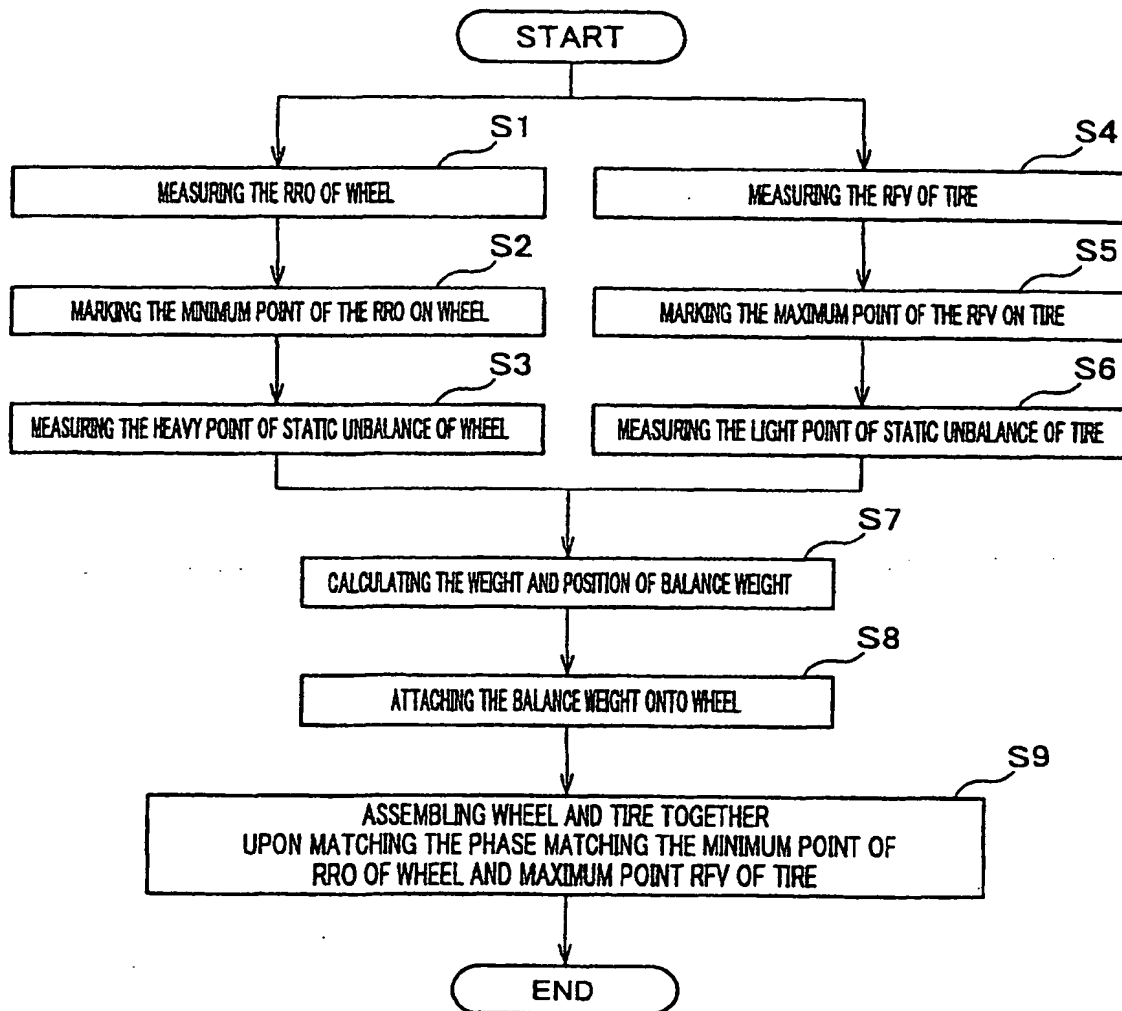 START
S1
MEASURING THE RRO OF WHEEL
S2
MARKING THE MINIMUM POINT OF THE RRO ON WHEEL
S3
MEASURING THE HEAVY POINT OF STATIC UNBALANCE OF WHEEL
S4
MEASURING THE RFV OF TIRE
S5
MARKING THE MAXIMUM POINT OF THE RFV ON TIRE
S6
MEASURING THE LIGHT POINT OF STATIC UNBALANCE OF TIRE
S7
CALCULATING THE WEIGHT AND POSITION OF BALANCE WEIGHT
S8
ATTACHING THE BALANCE WEIGHT ONTO WHEEL
S9
ASSEMBLING WHEEL AND TIRE TOGETHER
UPON MATCHING THE PHASE MATCHING THE MINIMUM POINT OF
RRO OF WHEEL AND MAXIMUM POINT RFV OF TIRE
END